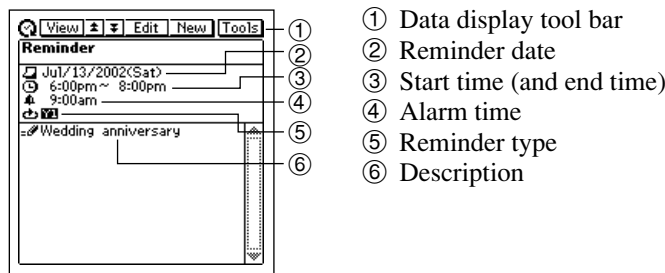 View Edit New Tools
Reminder
Jul/13/2002(Sat)
6:00pm~ 8:00pm
9:00am
Y1
Wedding anniversary
①
②
③
④
⑤
⑥
① Data display tool bar
② Reminder date
③ Start time (and end time)
④ Alarm time
⑤ Reminder type
⑥ Description